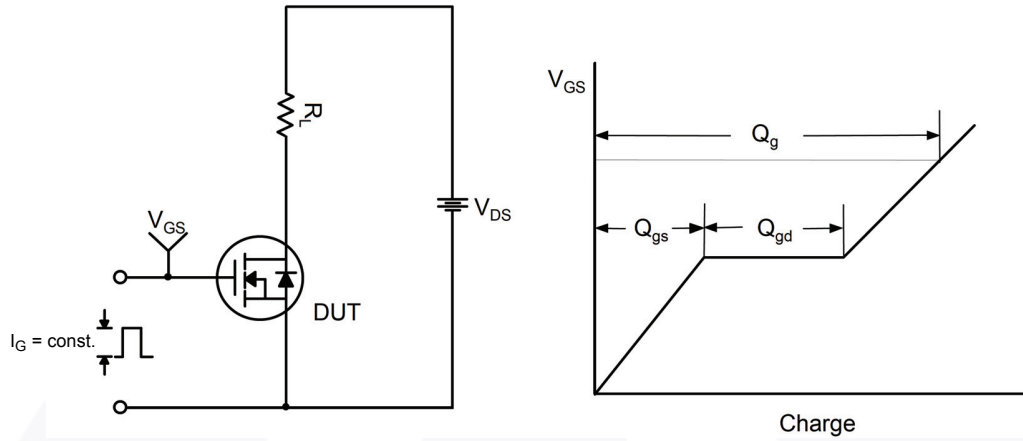 R_L
V_DS
V_GS
DUT
I_G = const.
V_GS
Q_g
Q_gs
Q_gd
Charge